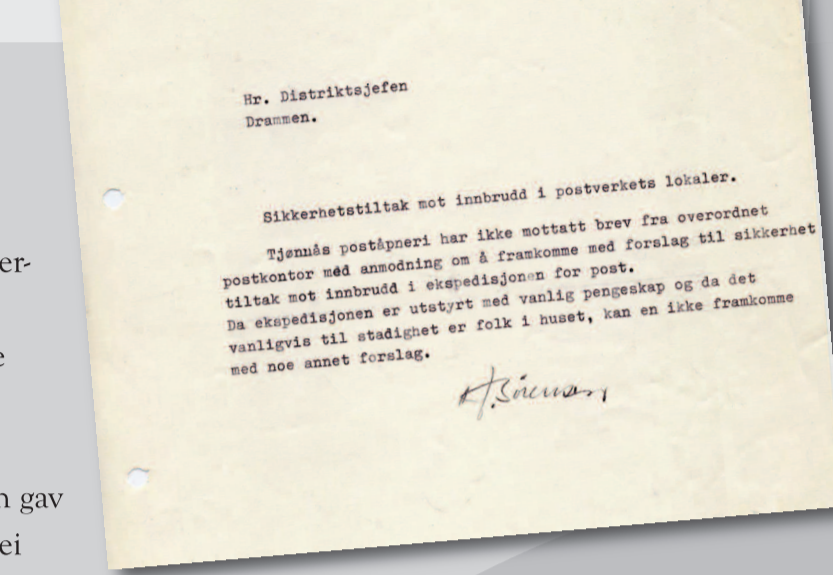 Hr. Distriktsjefen
Drammen.
Sikkerhetstiltak mot innbrudd i postverkets lokaler.
Tjønnås poståpneri har ikke mottatt brev fra overordnet
postkontor med anmodning om å framkomme med forslag til sikkerhet
tiltak mot innbrudd i ekspedisjonen for post.
Da ekspedisjonen er utstyrt med vanlig pengeskap og da det
vanligvis til stadighet er folk i huset, kan en ikke framkomme
med noe annet forslag.
er-
e
n gav
ei